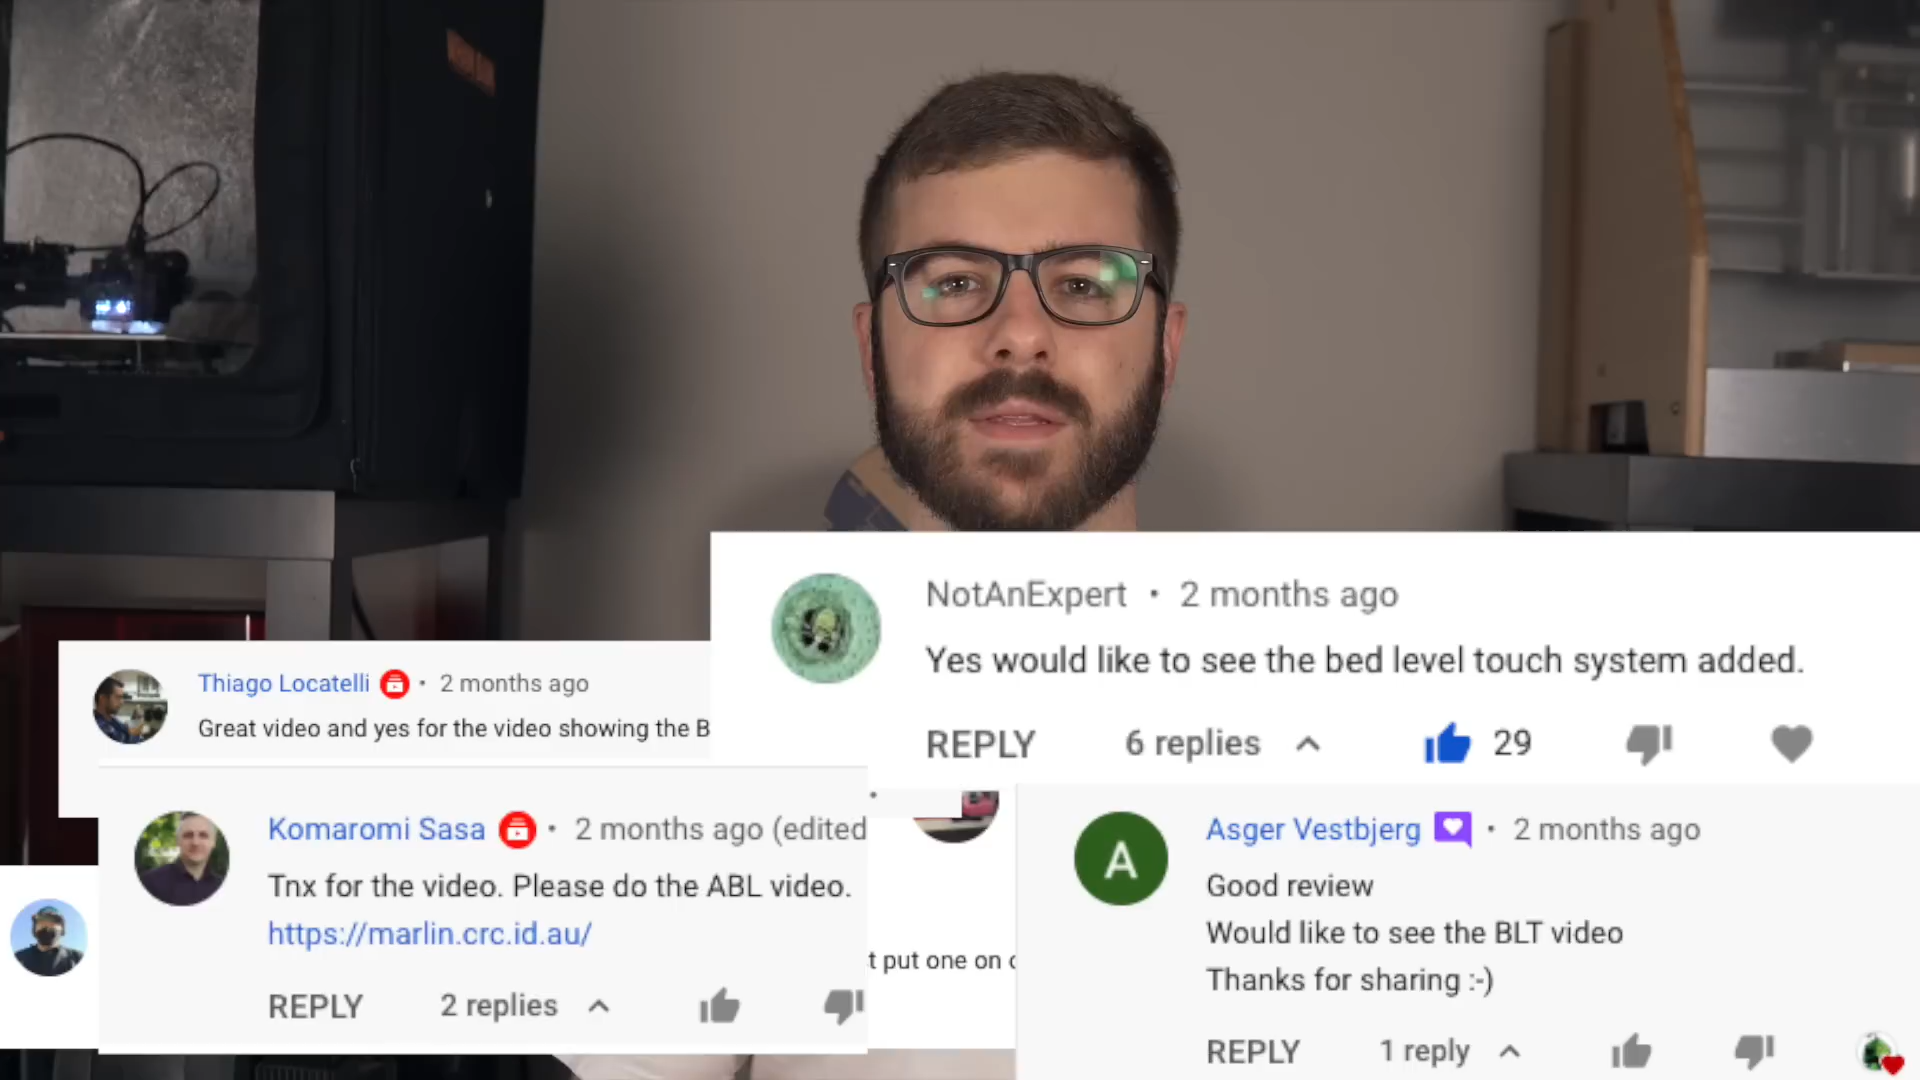 NotAnExpert • 2 months ago
Yes would like to see the bed level touch system added.
REPLY 6 replies 29
Thiago Locatelli • 2 months ago
Great video and yes for the video showing the B
Komaromi Sasa • 2 months ago (edited
Tnx for the video. Please do the ABL video.
https://marlin.crc.id.au/
REPLY 2 replies
t put one on
A
Asger Vestbjerg • 2 months ago
Good review
Would like to see the BLT video
Thanks for sharing :-)
REPLY 1 reply